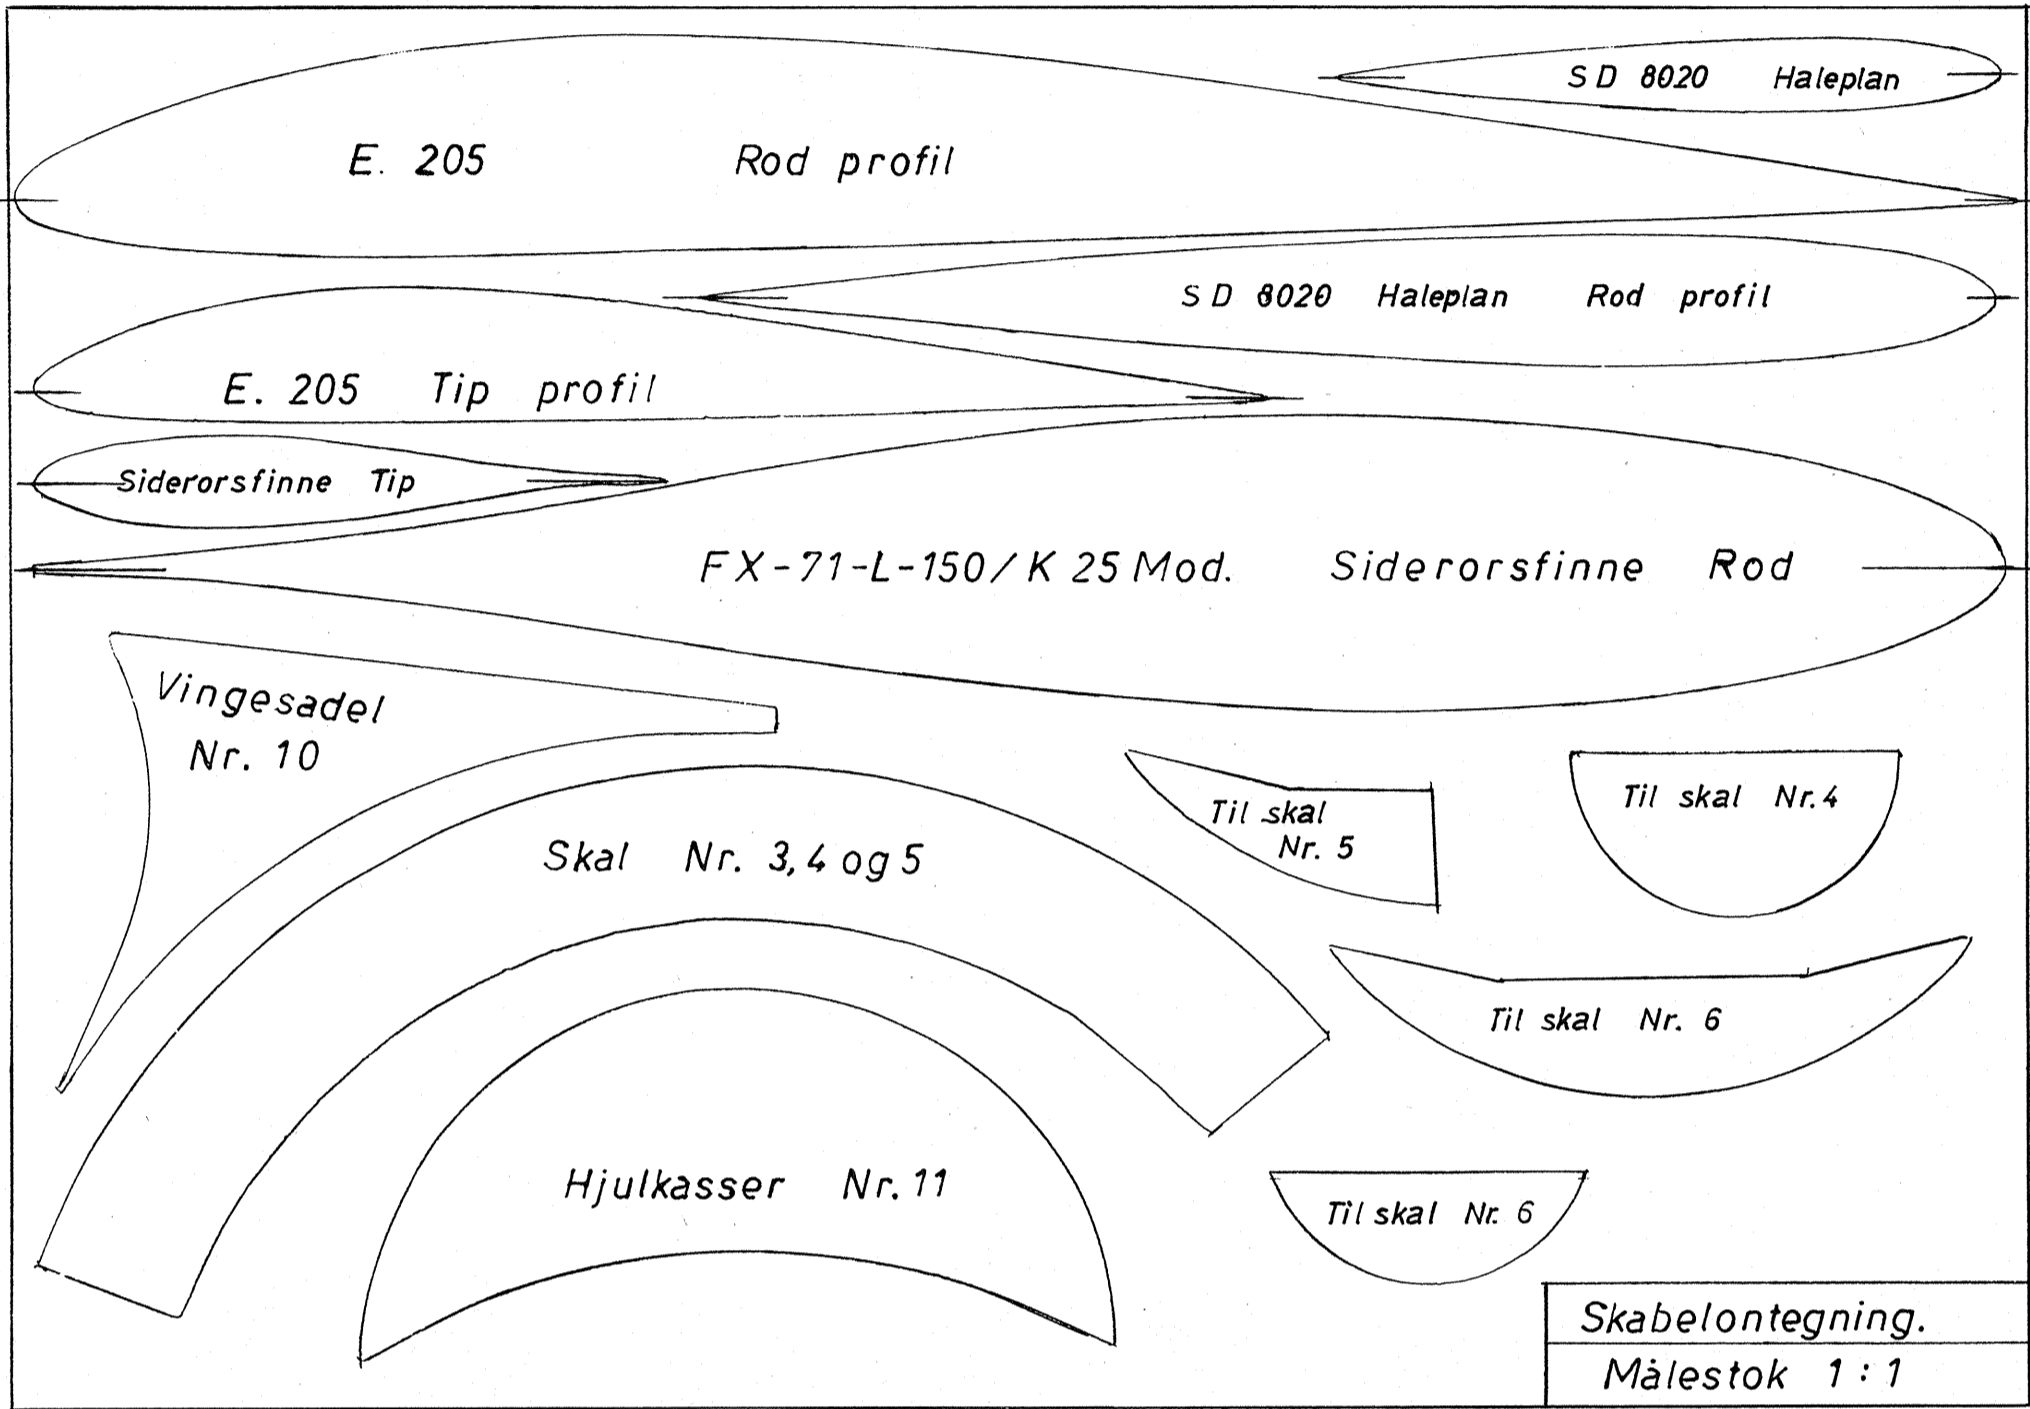 SD 8020 Haleplan
E. 205 Rod profil
SD 8020 Haleplan Rod profil
E. 205 Tip profil
Siderorsfinne Tip
FX-71-L-150/K 25 Mod. Siderorsfinne Rod
Vingesadel
Nr. 10
Til skal
Nr. 5
Til skal Nr. 4
Skal Nr. 3, 4 og 5
Til skal Nr. 6
Hjulkasser Nr. 11
Til skal Nr. 6
Skabelontegning.
Målestok 1 : 1